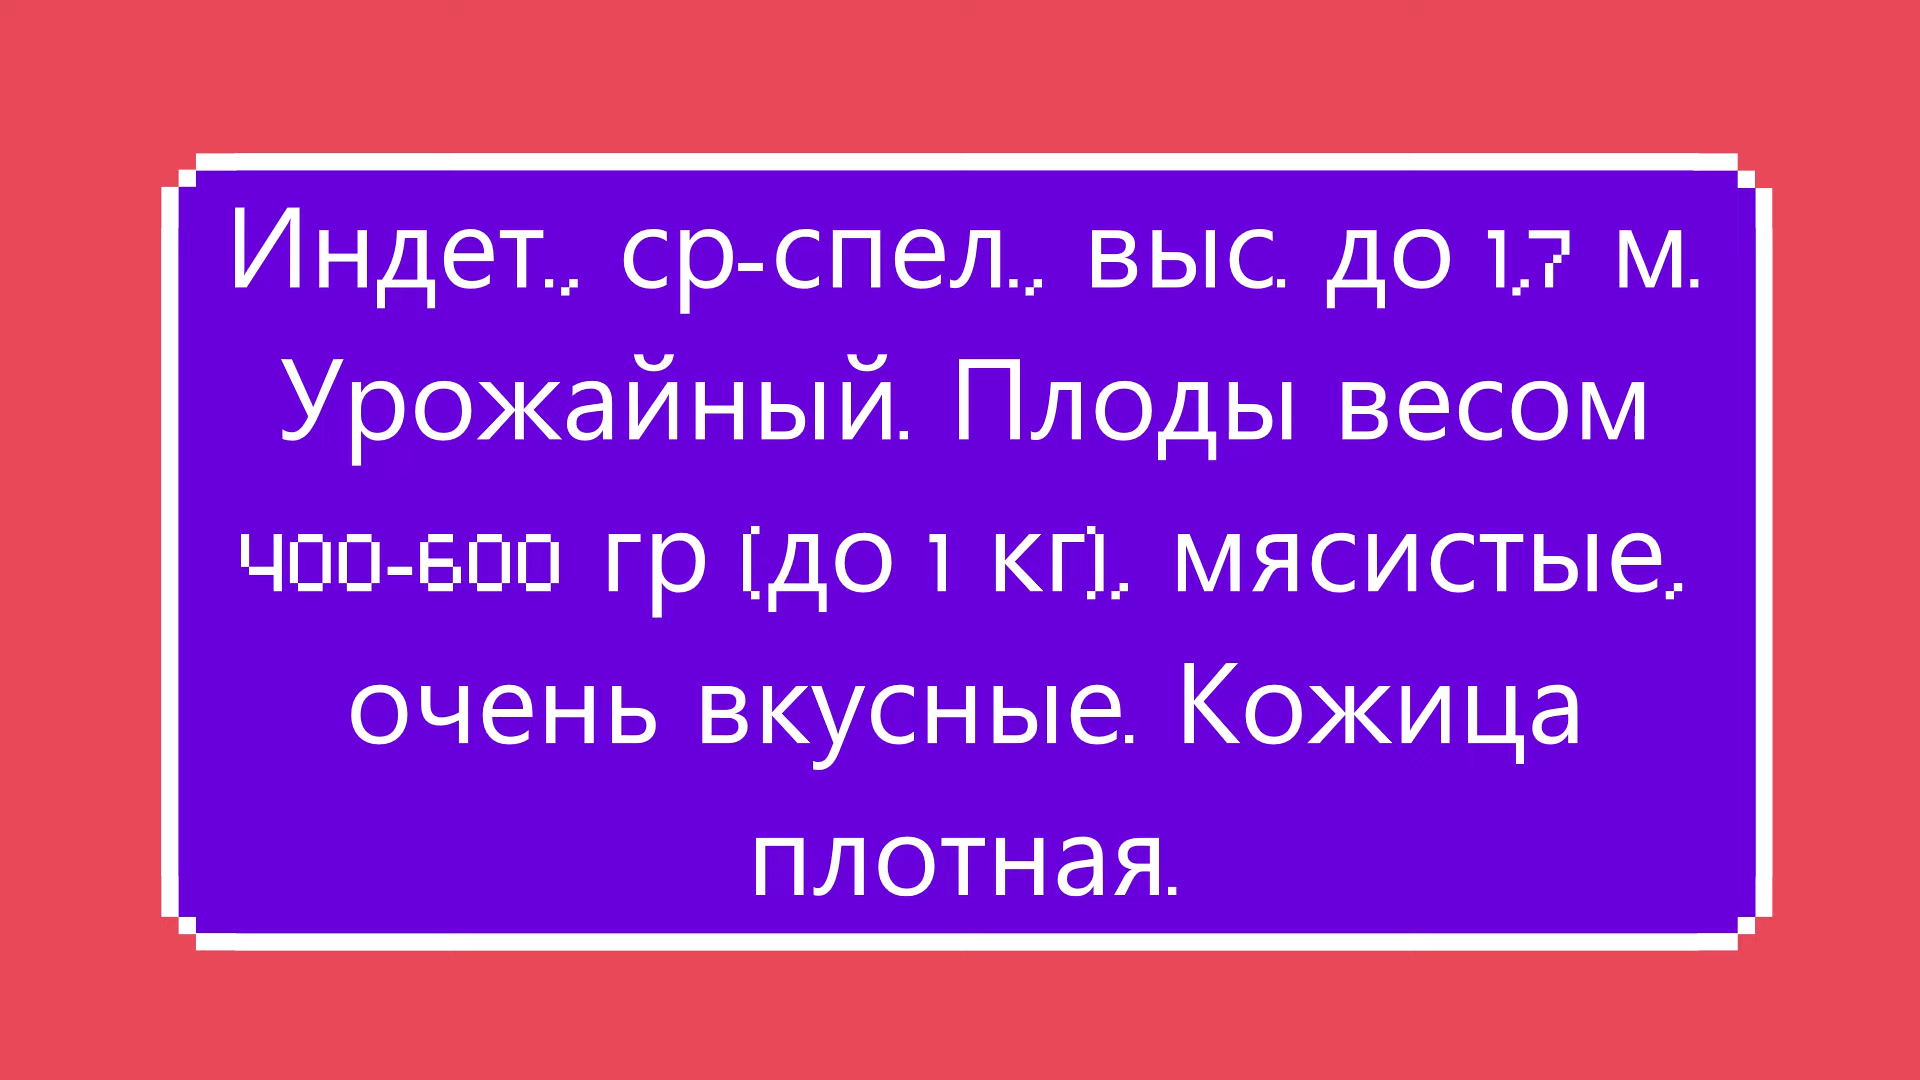 Индет., ср-спел., выс. до 1,7 м.
Урожайный. Плоды весом
400-600 гр (до 1 кг), мясистые,
очень вкусные. Кожица
плотная.